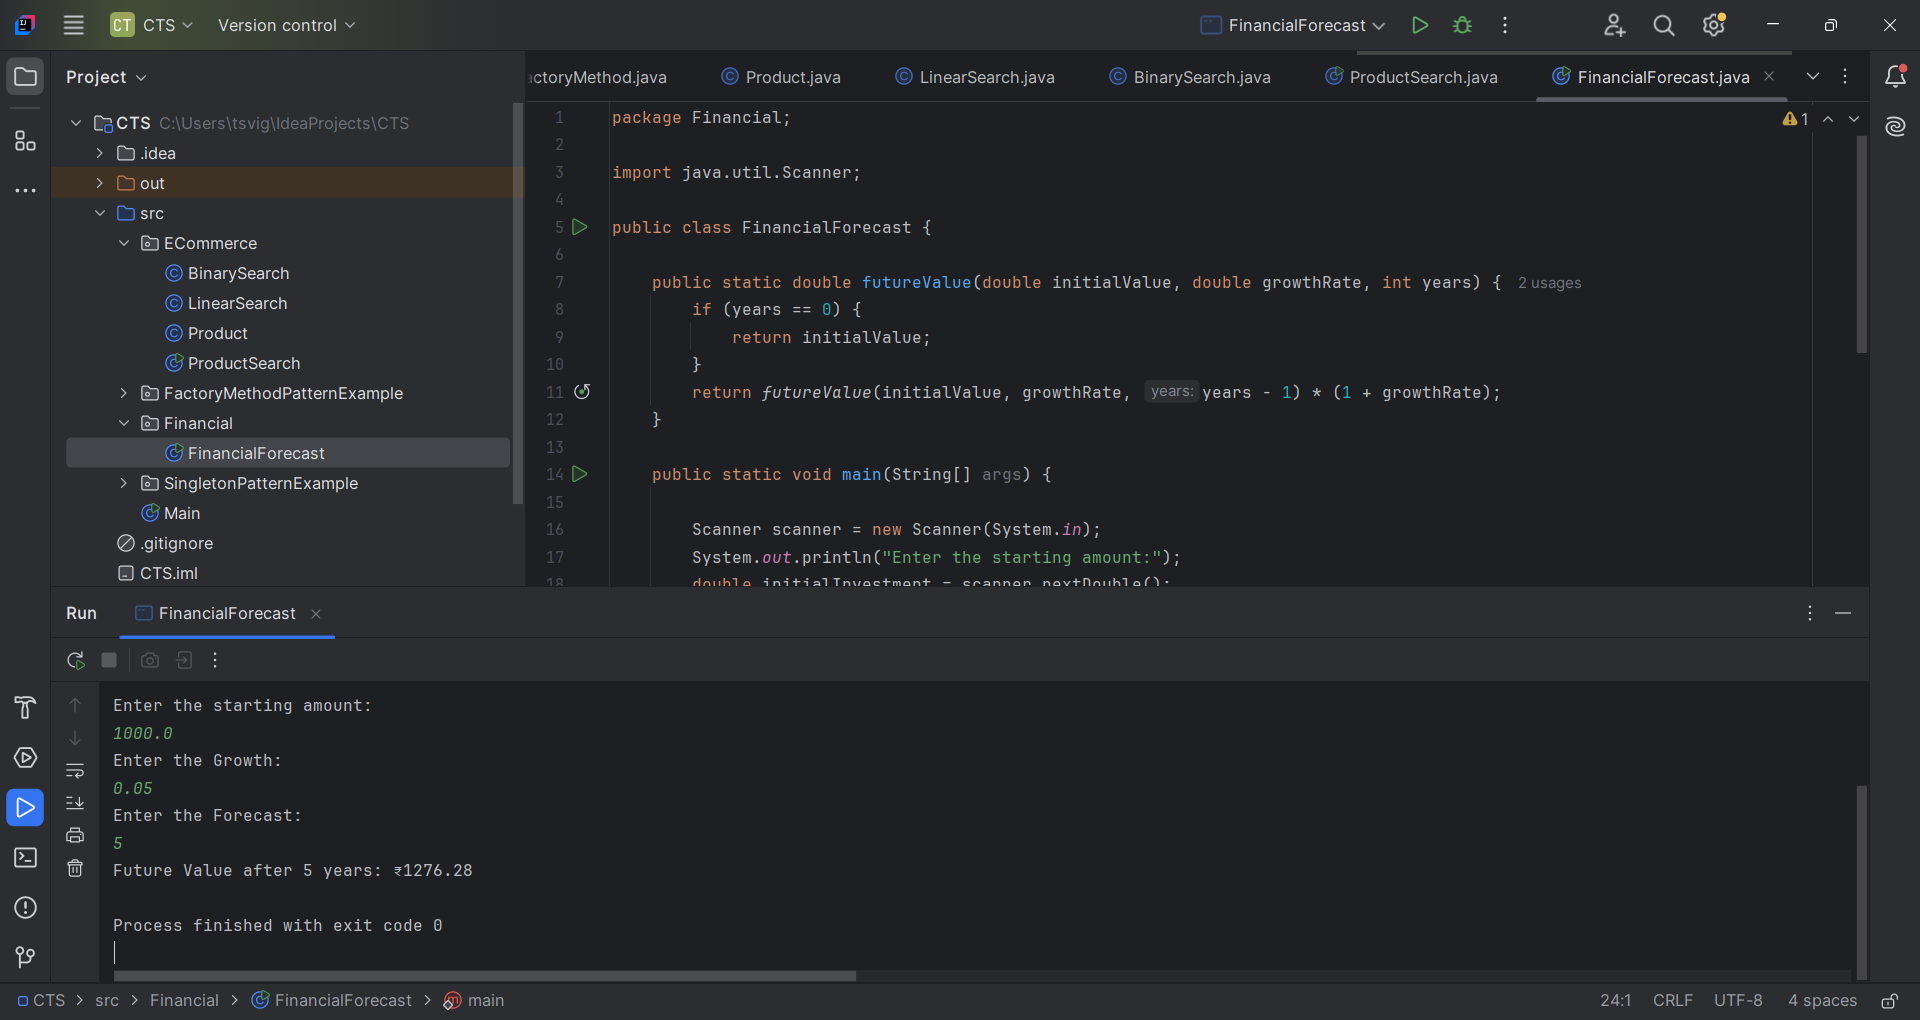 CT CTS Version control FinancialForecast
Project
ctoryMethod.java Product.java LinearSearch.java BinarySearch.java ProductSearch.java FinancialForecast.java
CTS C:\Users\tsvig\IdeaProjects\CTS
.idea
out
src
ECommerce
BinarySearch
LinearSearch
Product
ProductSearch
FactoryMethodPatternExample
Financial
FinancialForecast
SingletonPatternExample
Main
.gitignore
CTS.iml
1 package Financial;
1
2
3 import java.util.Scanner;
4
5 public class FinancialForecast {
6
7 public static double futureValue(double initialValue, double growthRate, int years) { 2 usages
8 if (years == 0) {
9 return initialValue;
10 }
11 return futureValue(initialValue, growthRate, years: years - 1) * (1 + growthRate);
12 }
13
14 public static void main(String[] args) {
15
16 Scanner scanner = new Scanner(System.in);
17 System.out.println("Enter the starting amount:");
18 double initialInvestment = scanner.nextDouble();
Run FinancialForecast
Enter the starting amount:
1000.0
Enter the Growth:
0.05
Enter the Forecast:
5
Future Value after 5 years: ₹1276.28
Process finished with exit code 0
CTS > src > Financial > FinancialForecast > main
24:1 CRLF UTF-8 4 spaces